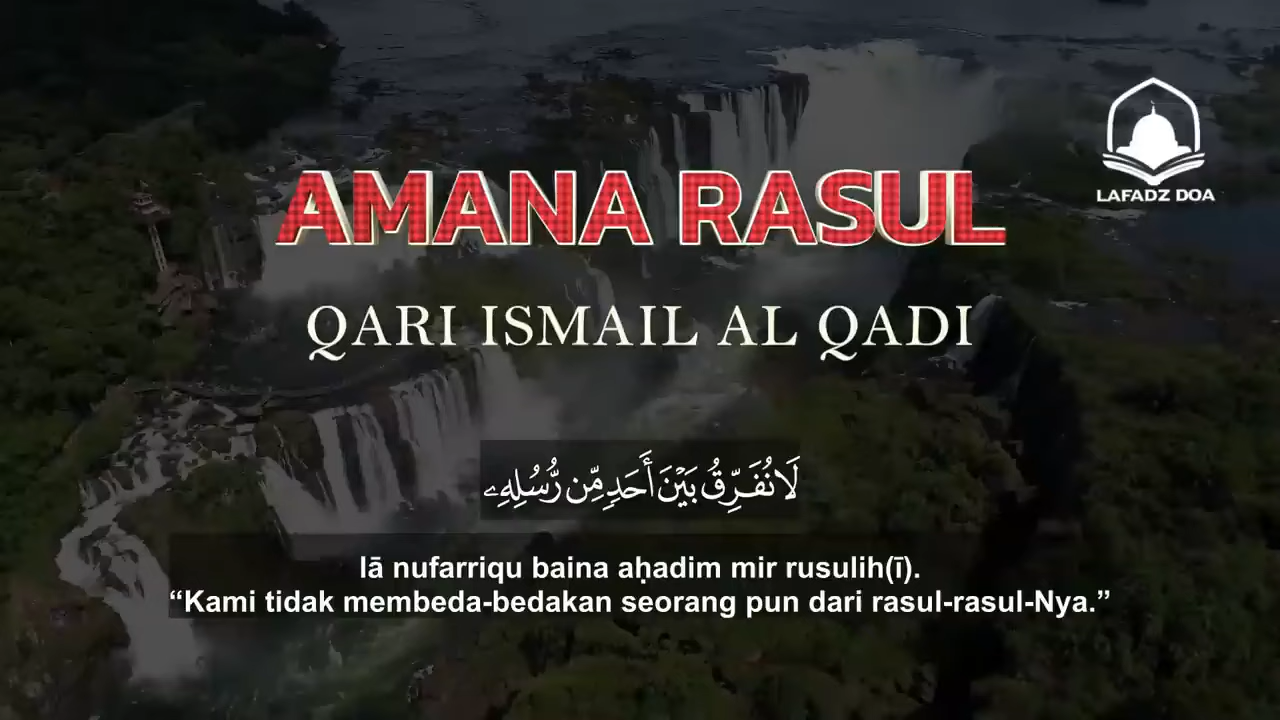 LAFADZ DOA
AMANA RASUL
QARI ISMAIL AL QADI
لَا نُفَرِّقُ بَيْنَ أَحَدٍ مِّن رُّسُلِهِۦ
lā nufarriqu baina aḥadim mir rusulih(ī).
“Kami tidak membeda-bedakan seorang pun dari rasul-rasul-Nya.”